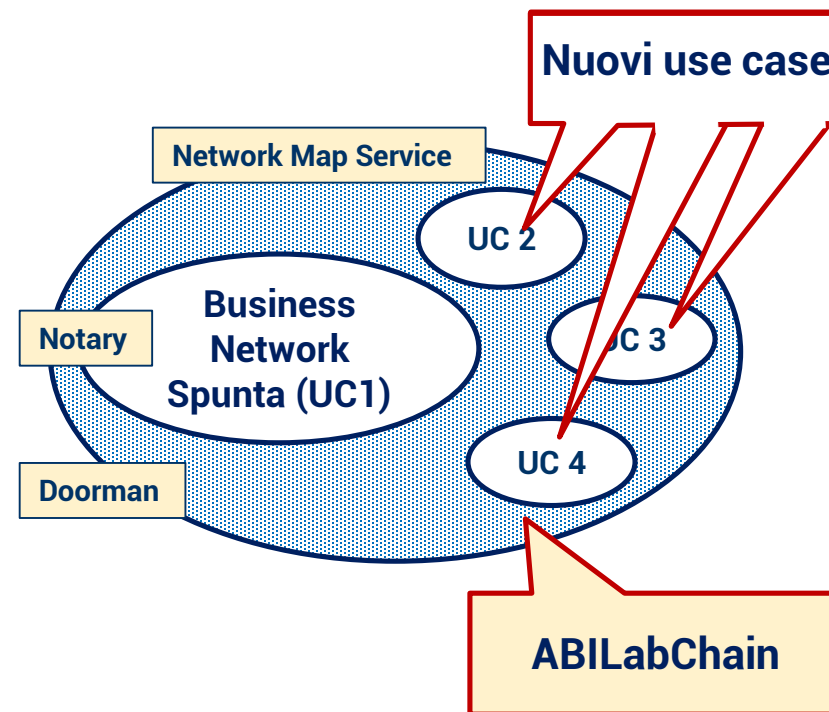 Nuovi use case
Network Map Service
UC 2
Business
Network
Spunta (UC1)
Notary
UC 3
UC 4
Doorman
ABILabChain